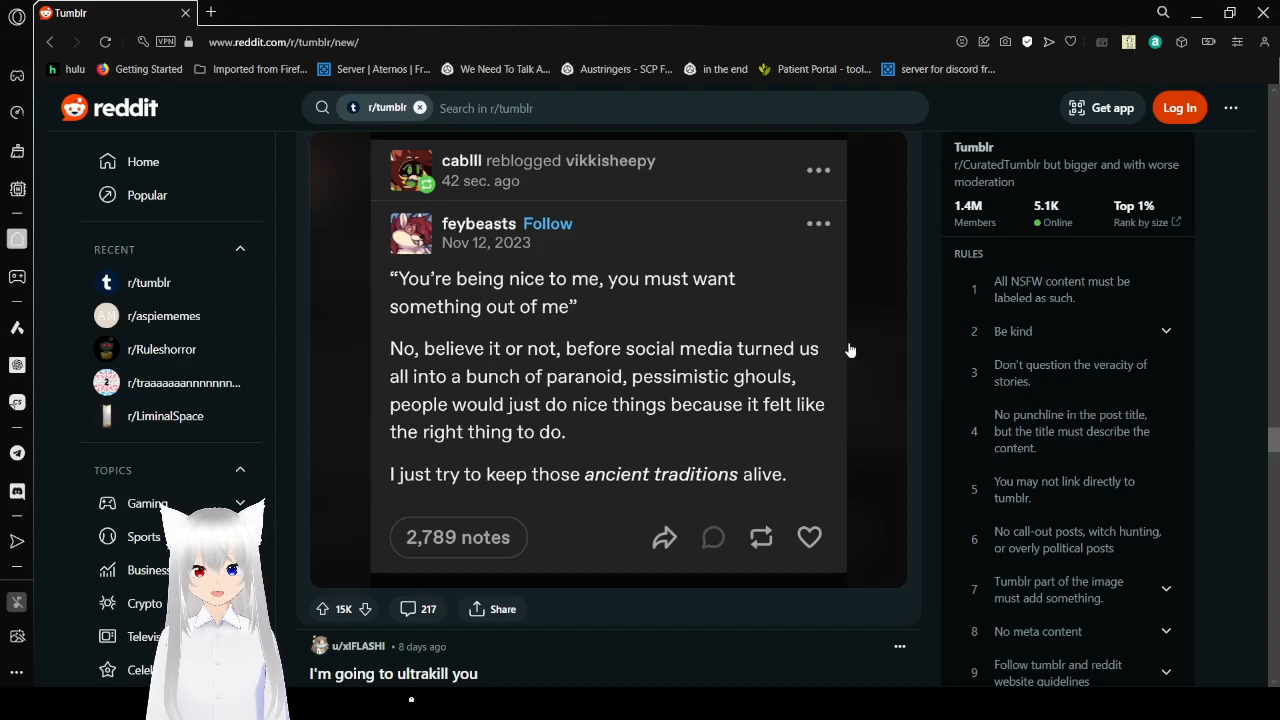 Tumblr
www.reddit.com/r/tumblr/new/
VPN
hulu
Getting Started
Imported from Firef...
Server | Aternos | Fr...
We Need To Talk A...
Austringers - SCP F...
in the end
Patient Portal - tool...
server for discord fr...
reddit
r/tumblr
Search in r/tumblr
Get app
Log In
Home
Popular
RECENT
r/tumblr
r/aspiememes
r/Ruleshorror
r/traaaaaaannnnnnn...
r/LiminalSpace
TOPICS
Gaming
Sports
Business
Crypto
Televis
Celeb
cablll reblogged vikkisheepy
42 sec. ago
feybeasts Follow
Nov 12, 2023
“You’re being nice to me, you must want
something out of me”
No, believe it or not, before social media turned us
all into a bunch of paranoid, pessimistic ghouls,
people would just do nice things because it felt like
the right thing to do.
I just try to keep those ancient traditions alive.
2,789 notes
15K
217
Share
8 days ago
I'm going to ultrakill you
Tumblr
r/CuratedTumblr but bigger and with worse
moderation
1.4M
5.1K
Top 1%
Members
Online
Rank by size
RULES
1
All NSFW content must be
labeled as such.
2
Be kind
3
Don't question the veracity of
stories.
4
No punchline in the post title,
but the title must describe the
content.
5
You may not link directly to
tumblr.
6
No call-out posts, witch hunting,
or overly political posts
7
Tumblr part of the image
must add something.
8
No meta content
9
Follow tumblr and reddit
website guidelines